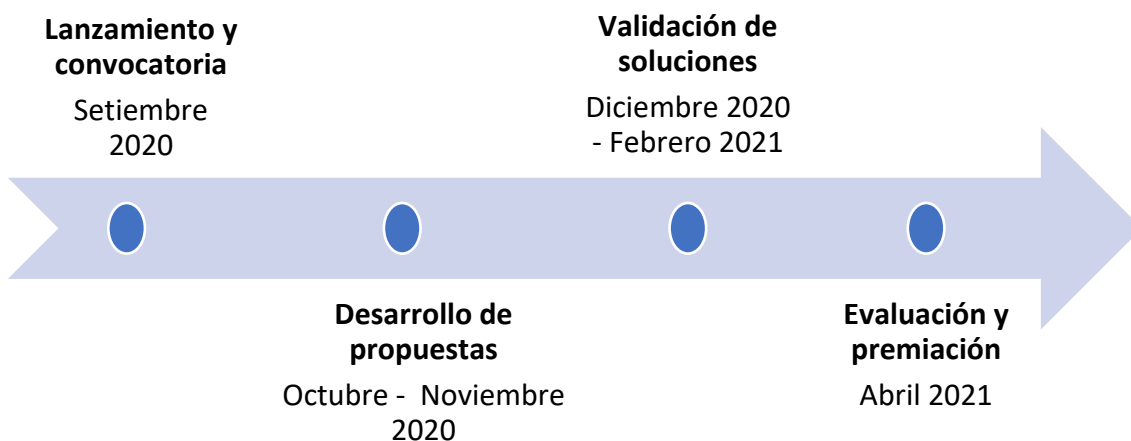 Lanzamiento y
convocatoria
Setiembre
2020
Desarrollo de
propuestas
Octubre - Noviembre
2020
Validación de
soluciones
Diciembre 2020
- Febrero 2021
Evaluación y
premiación
Abril 2021